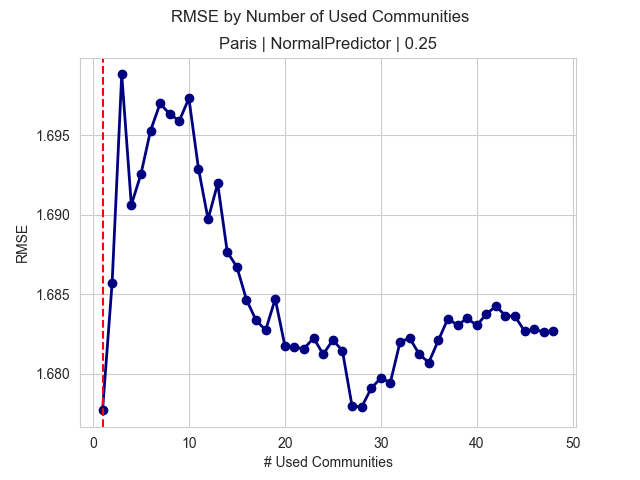 RMSE by Number of Used Communities
Paris | NormalPredictor | 0.25
1.695
1.690
1.685
1.680
RMSE
0 10 20 30 40 50
# Used Communities